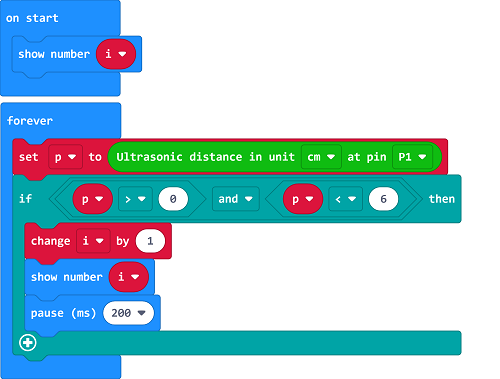 on start
show number i
forever
set p to Ultrasonic distance in unit cm at pin P1
if p > 0 and p < 6 then
change i by 1
show number i
pause (ms) 200